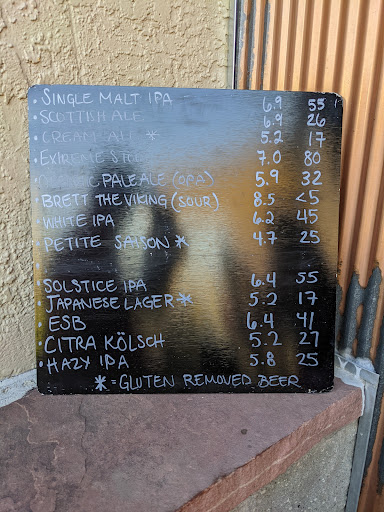 • SINGLE MALT IPA 6.9 55
• SCOTTISH ALE 6.9 26
• CREAM ALE * 5.2 17
• EXTREME 7.0 80
PALE ALE (OPA) 5.9 32
• BRETT THE VIKING (SOUR) 8.5 <5
• WHITE IPA 6.2 45
• PETITE SAISON * 4.7 25
• SOLSTICE IPA 6.4 55
• JAPANESE LAGER * 5.2 17
• ESB 6.4 41
• CITRA KÖLSCH 5.2 27
• HAZY IPA 5.8 25
* = GLUTEN REMOVED BEER